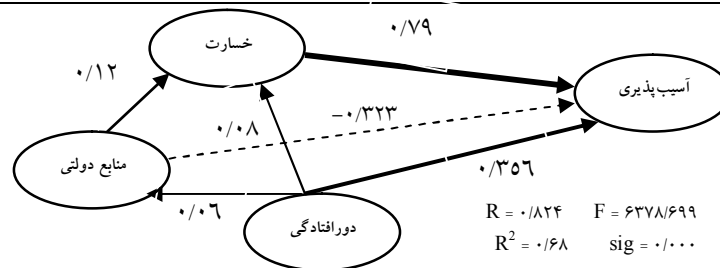 ۰/۷۹
خسارت
۰/۱۲
آسیب‌پذیری
۰/۰۸
-۰/۳۲۳
منابع دولتی
۰/۳۵۶
۰/۰۶
دورافتادگی
R = ۰/۸۲۴ F = ۶۳۷۸/۶۹۹
R² = ۰/۶۸ sig = ۰/۰۰۰